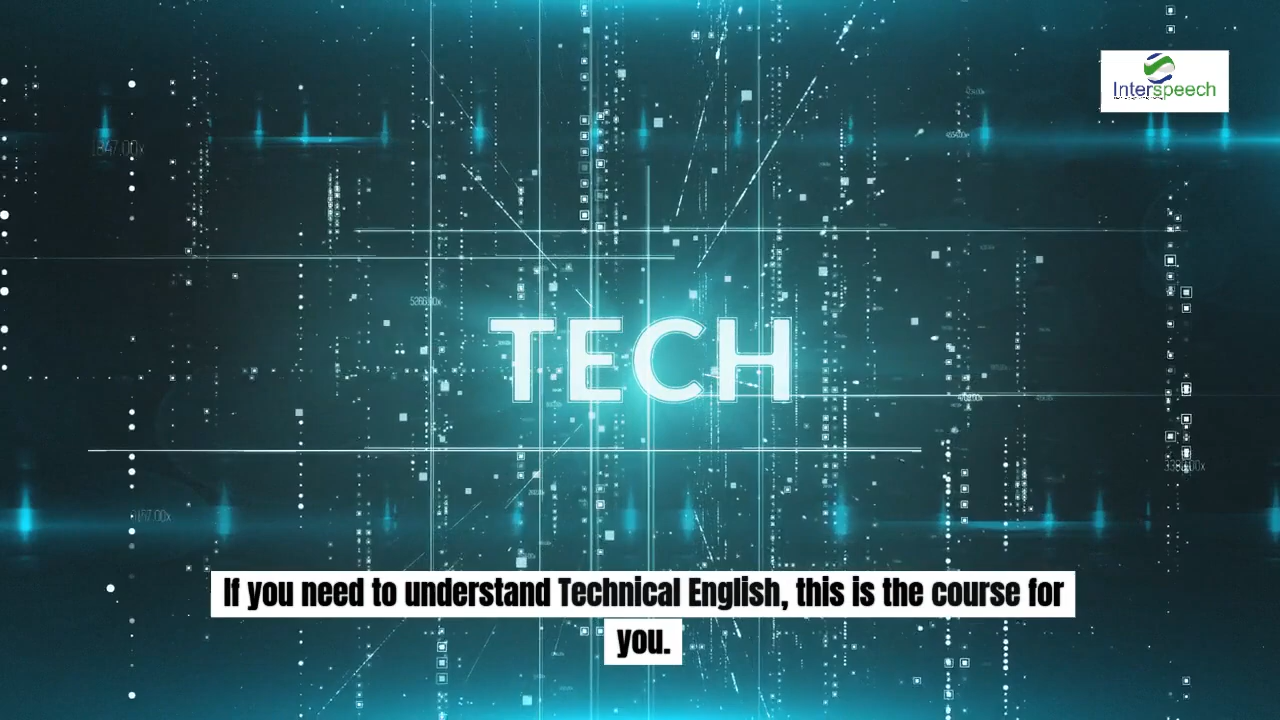 Interspeech
TECH
If you need to understand Technical English, this is the course for
you.